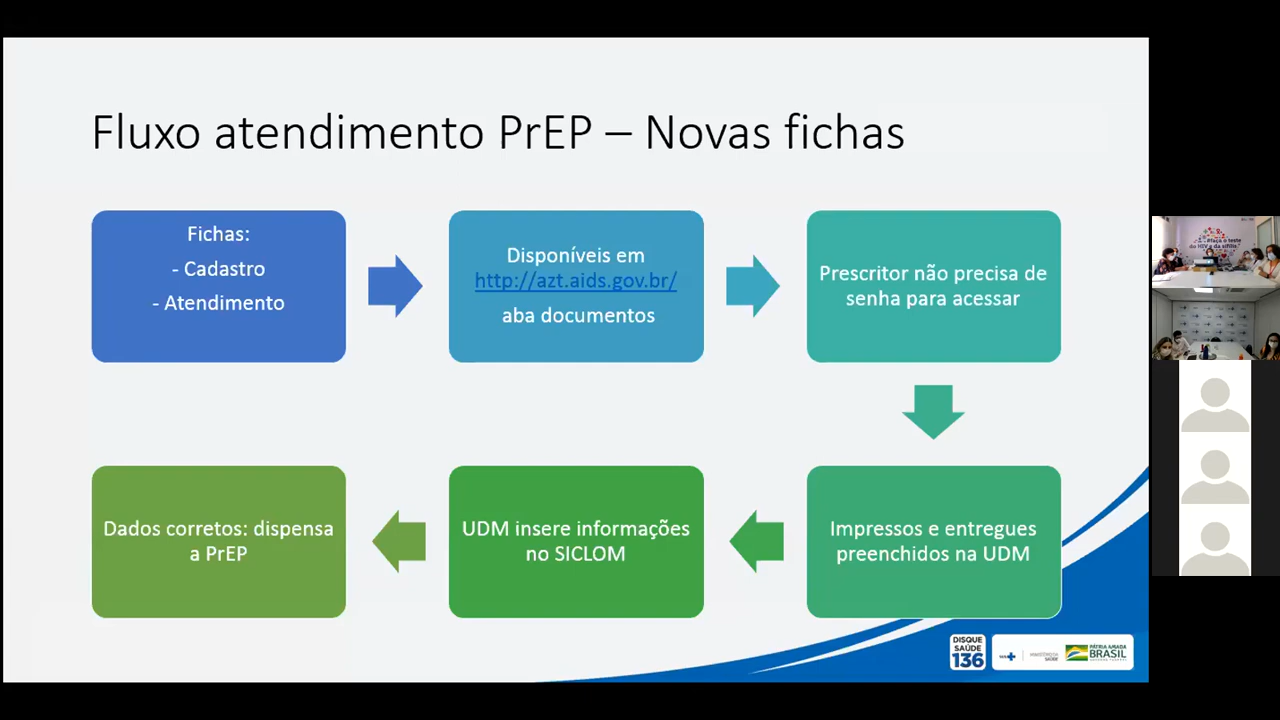 Fluxo atendimento PrEP – Novas fichas
Fichas:
- Cadastro
- Atendimento
Disponíveis em
http://azt.aids.gov.br/
aba documentos
Prescritor não precisa de
senha para acessar
Impressos e entregues
preenchidos na UDM
UDM insere informações
no SICLOM
Dados corretos: dispensa
a PrEP
DISQUE
SAÚDE
136
MINISTÉRIO DA
SAÚDE
PÁTRIA AMADA
BRASIL